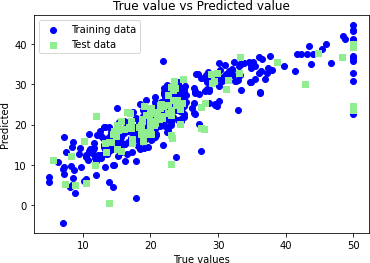 True value vs Predicted value
Training data
Test data
Predicted
40
30
20
10
0
10 20 30 40 50
True values